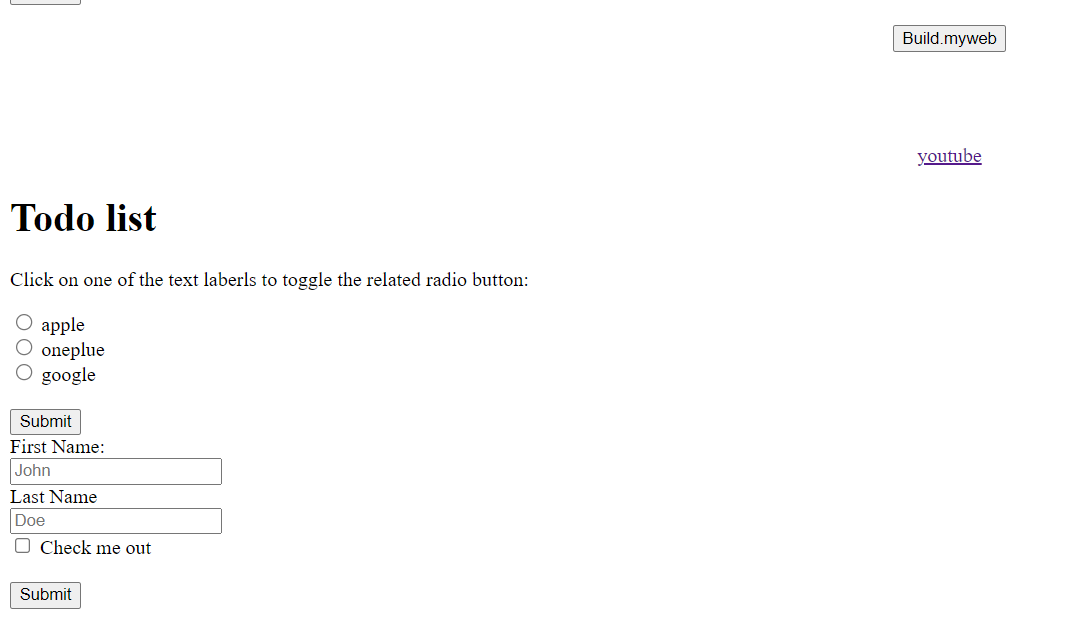 Build.myweb
youtube
Todo list
Click on one of the text laberls to toggle the related radio button:
apple
oneplue
google
Submit
First Name:
John
Last Name
Doe
Check me out
Submit